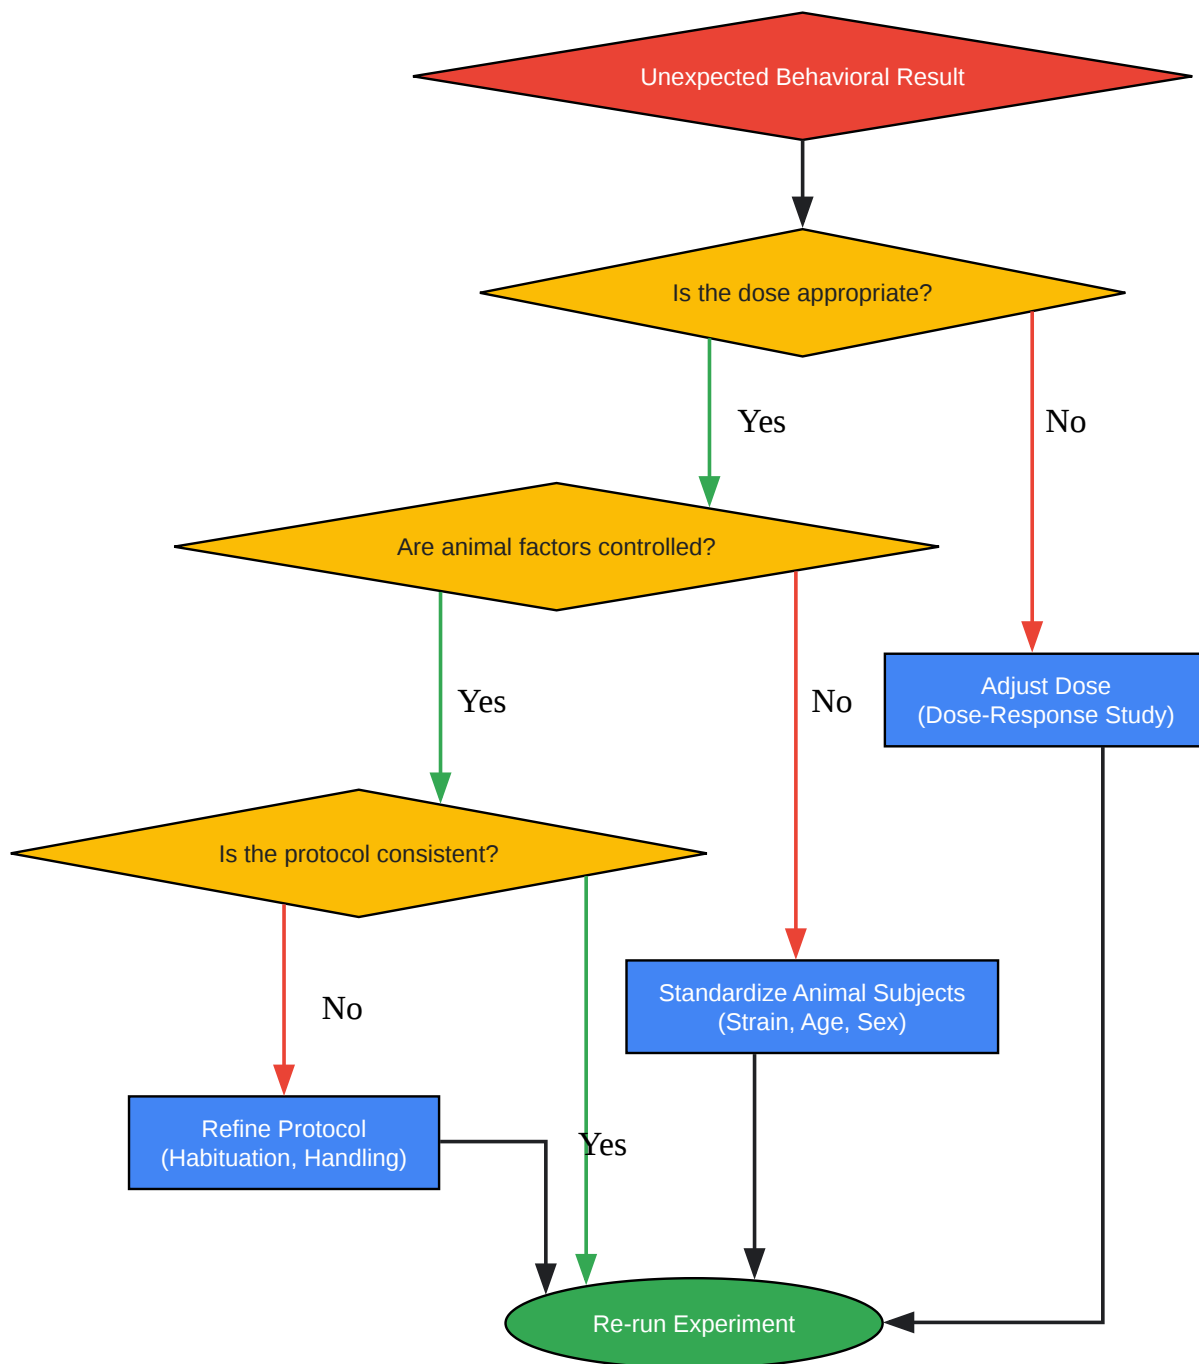 Unexpected Behavioral Result
Is the dose appropriate?
Yes
No
Are animal factors controlled?
Yes
No
Adjust Dose
(Dose-Response Study)
Is the protocol consistent?
No
Standardize Animal Subjects
(Strain, Age, Sex)
Refine Protocol
(Habituation, Handling)
Yes
Re-run Experiment